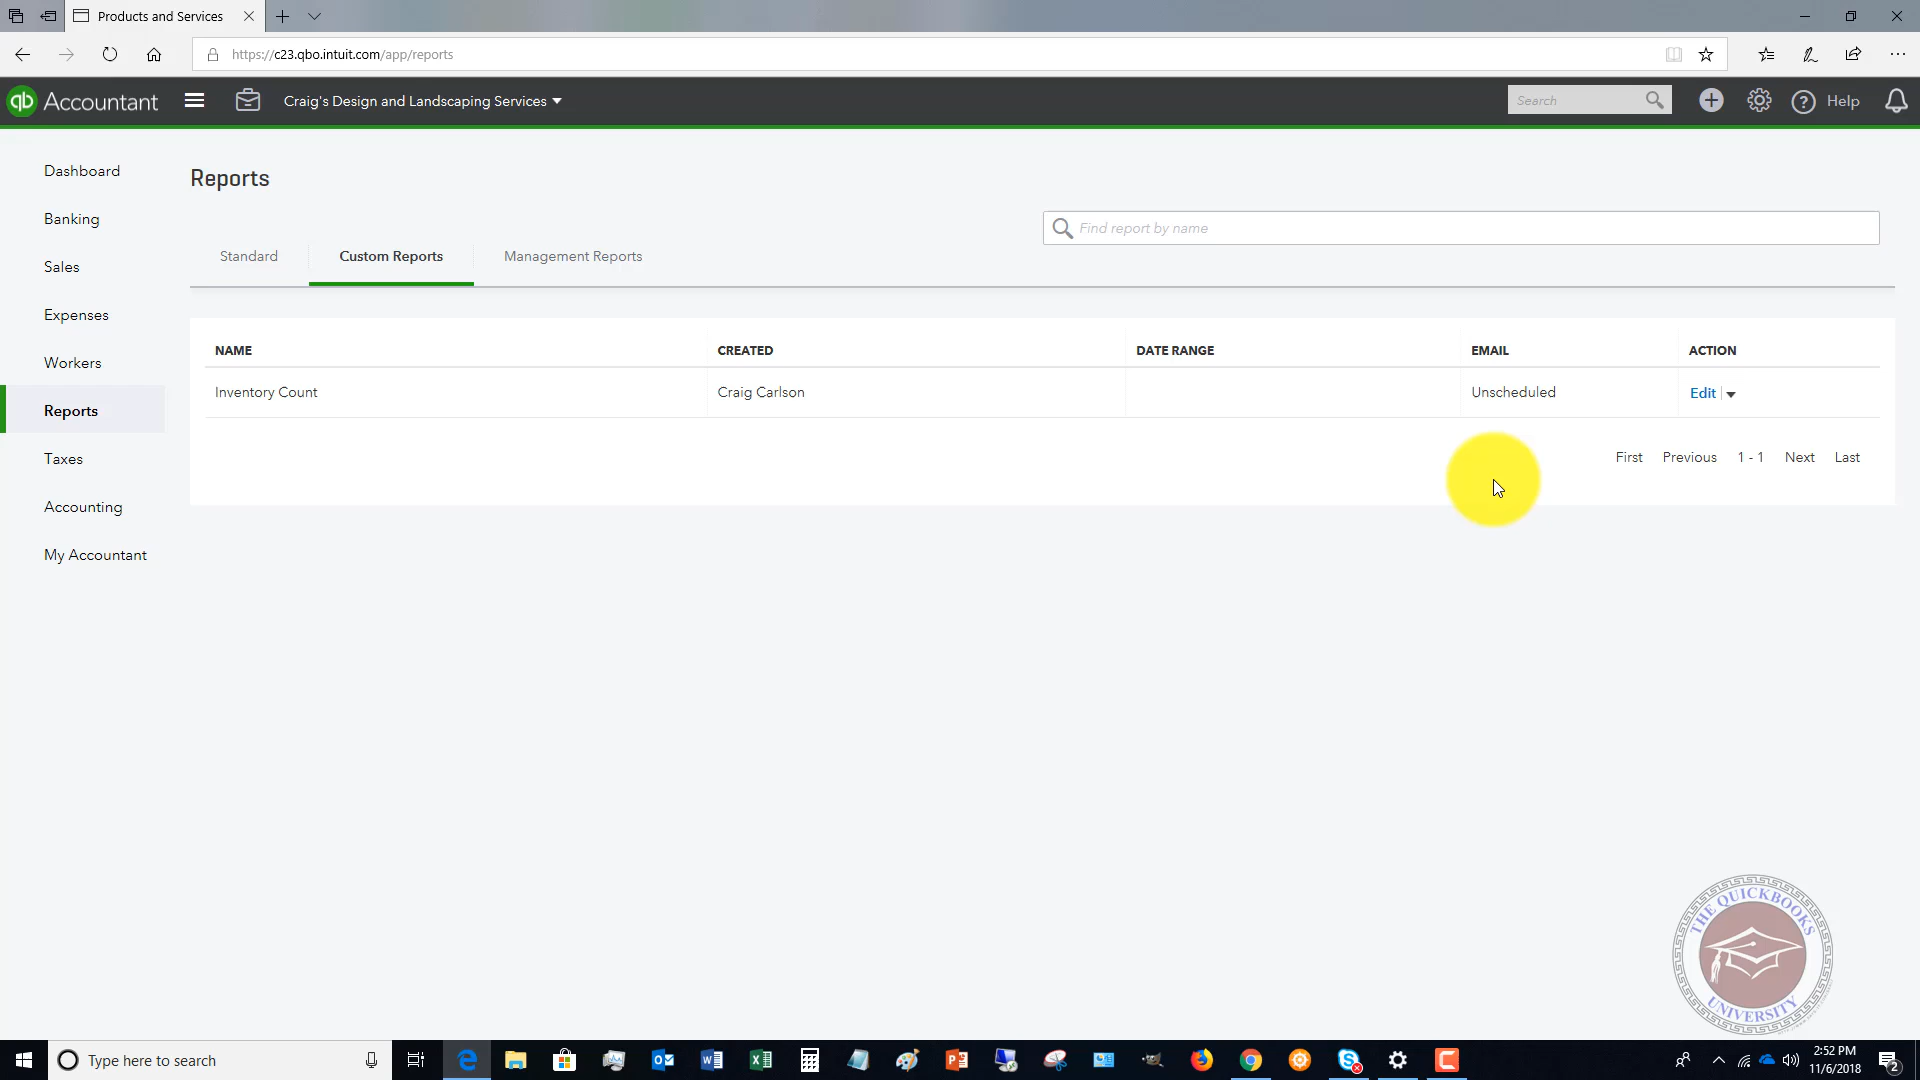 Products and Services
https://c23.qbo.intuit.com/app/reports
qb Accountant
Craig's Design and Landscaping Services
Search
Help
Dashboard
Banking
Sales
Expenses
Workers
Reports
Taxes
Accounting
My Accountant
Reports
Find report by name
Standard
Custom Reports
Management Reports
NAME CREATED DATE RANGE EMAIL ACTION
Inventory Count Craig Carlson Unscheduled Edit
First Previous 1 - 1 Next Last
THE QUICKBOOKS
UNIVERSITY
Type here to search
2:52 PM
11/6/2018
2